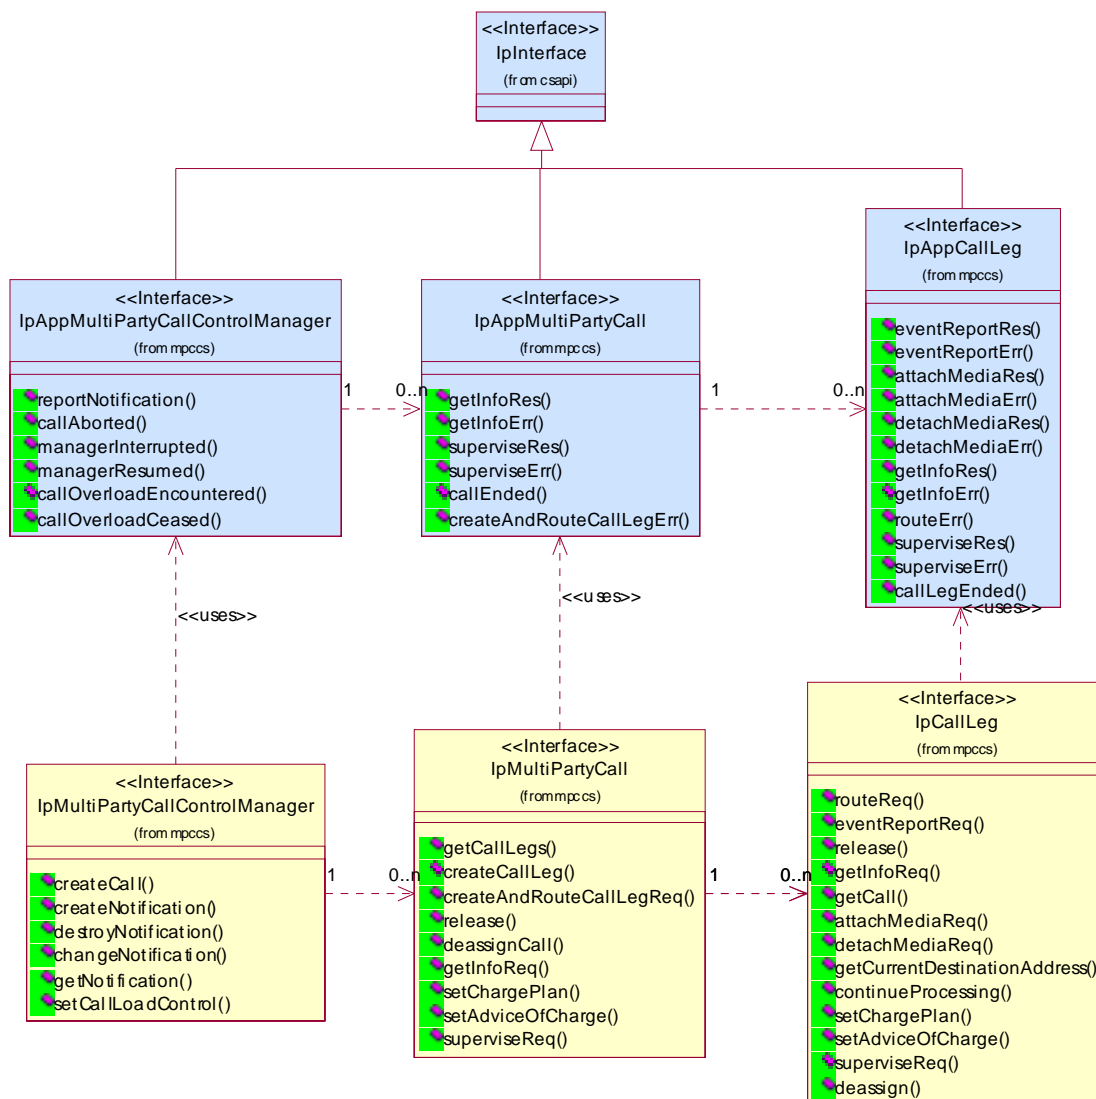 <<Interface>>
IpInterface
(from csapi)
<<Interface>>
IpAppCallLeg
(from mpccs)
eventReportRes()
eventReportErr()
attachMediaRes()
attachMediaErr()
detachMediaRes()
detachMediaErr()
getInfoRes()
getInfoErr()
routeErr()
superviseRes()
superviseErr()
callLegEnded()
<<Interface>>
IpAppMultiPartyCallControlManager
(from mpccs)
reportNotification()
callAborted()
managerInterrupted()
managerResumed()
callOverloadEncountered()
callOverloadCeased()
1
0..n
<<Interface>>
IpAppMultiPartyCall
(from mpccs)
getInfoRes()
getInfoErr()
superviseRes()
superviseErr()
callEnded()
createAndRouteCallLegErr()
1
0..n
<<uses>>
<<uses>>
<<uses>>
<<Interface>>
IpMultiPartyCallControlManager
(from mpccs)
createCall()
createNotification()
destroyNotification()
changeNotification()
getNotification()
setCallLoadControl()
1
0..n
<<Interface>>
IpMultiPartyCall
(from mpccs)
getCallLegs()
createCallLeg()
createAndRouteCallLegReq()
release()
deassignCall()
getInfoReq()
setChargePlan()
setAdviceOfCharge()
superviseReq()
1
0..n
<<Interface>>
IpCallLeg
(from mpccs)
routeReq()
eventReportReq()
release()
getInfoReq()
getCall()
attachMediaReq()
detachMediaReq()
getCurrentDestinationAddress()
continueProcessing()
setChargePlan()
setAdviceOfCharge()
superviseReq()
deassign()